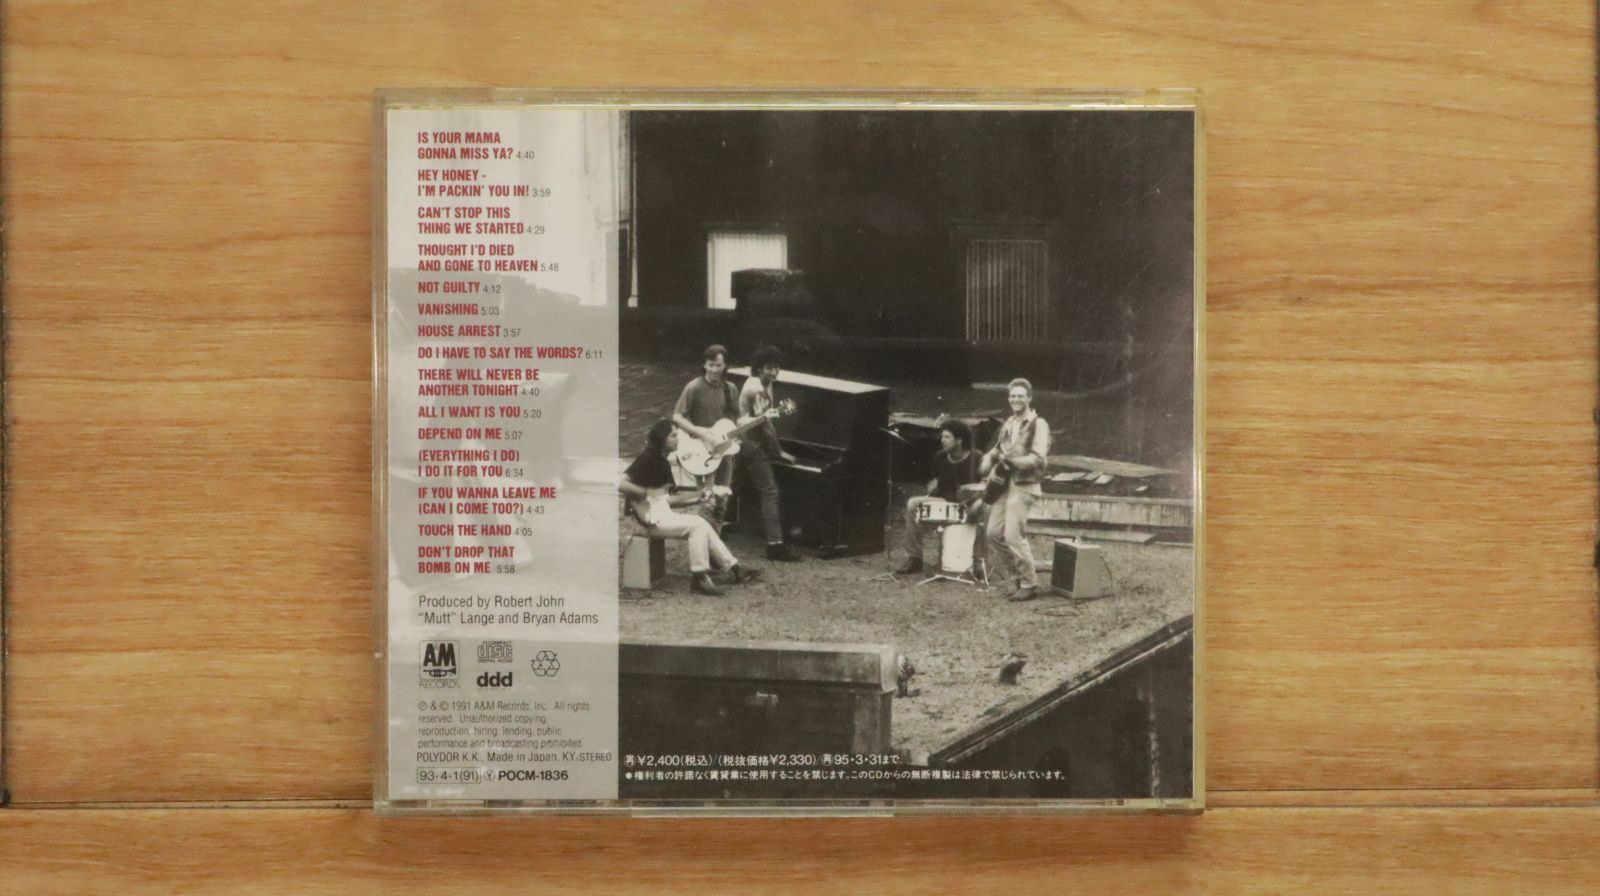 IS YOUR MAMA
GONNA MISS YA? 4:40
HEY HONEY -
I'M PACKIN' YOU IN! 3:59
CAN'T STOP THIS
THING WE STARTED 4:29
THOUGHT I'D DIED
AND GONE TO HEAVEN 5:48
NOT GUILTY 4:12
VANISHING 5:03
HOUSE ARREST 3:57
DO I HAVE TO SAY THE WORDS? 6:11
THERE WILL NEVER BE
ANOTHER TONIGHT 4:40
ALL I WANT IS YOU 5:20
DEPEND ON ME 5:07
(EVERYTHING I DO)
I DO IT FOR YOU 6:34
IF YOU WANNA LEAVE ME
(CAN I COME TOO?) 4:43
TOUCH THE HAND 4:05
DON'T DROP THAT
BOMB ON ME 5:58
Produced by Robert John
"Mutt" Lange and Bryan Adams
A&M RECORDS
COMPACT disc DIGITAL AUDIO
ddd
℗ & © 1991 A&M Records, Inc. All rights
reserved. Unauthorized copying,
reproduction, hiring, lending, public
performance and broadcasting prohibited.
POLYDOR K.K., Made in Japan. KY/STEREO
93・4・1(91) Ⓨ POCM-1836
再¥2,400(税込)/(税抜価格¥2,330)/再95・3・31まで.
●権利者の許諾なく賃貸業に使用することを禁じます。このCDからの無断複製は法律で禁じられています。